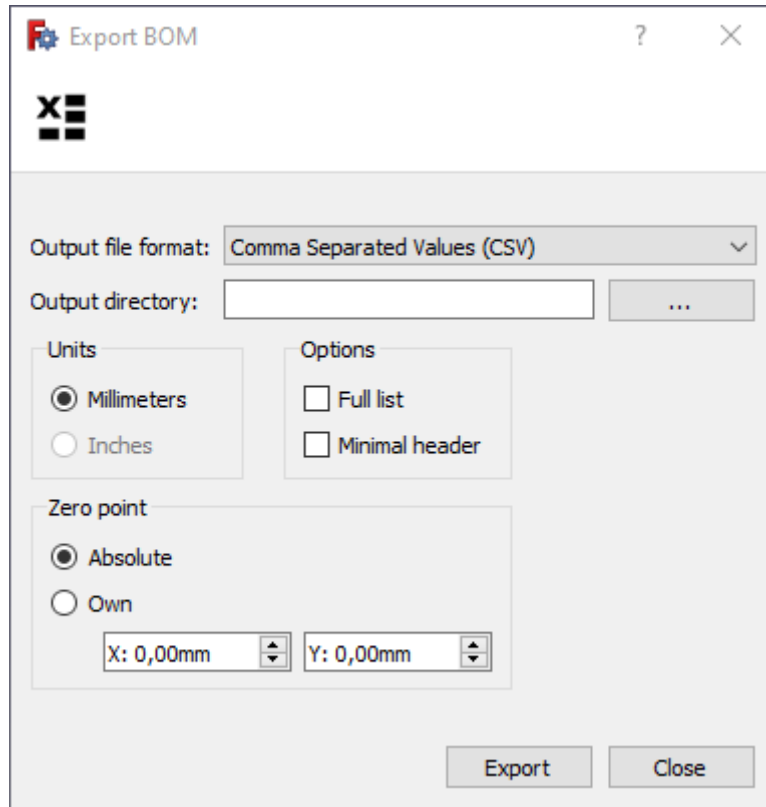 Export BOM
Output file format: Comma Separated Values (CSV)
Output directory: ...
Units
Millimeters
Inches
Options
Full list
Minimal header
Zero point
Absolute
Own
X: 0,00mm Y: 0,00mm
Export Close